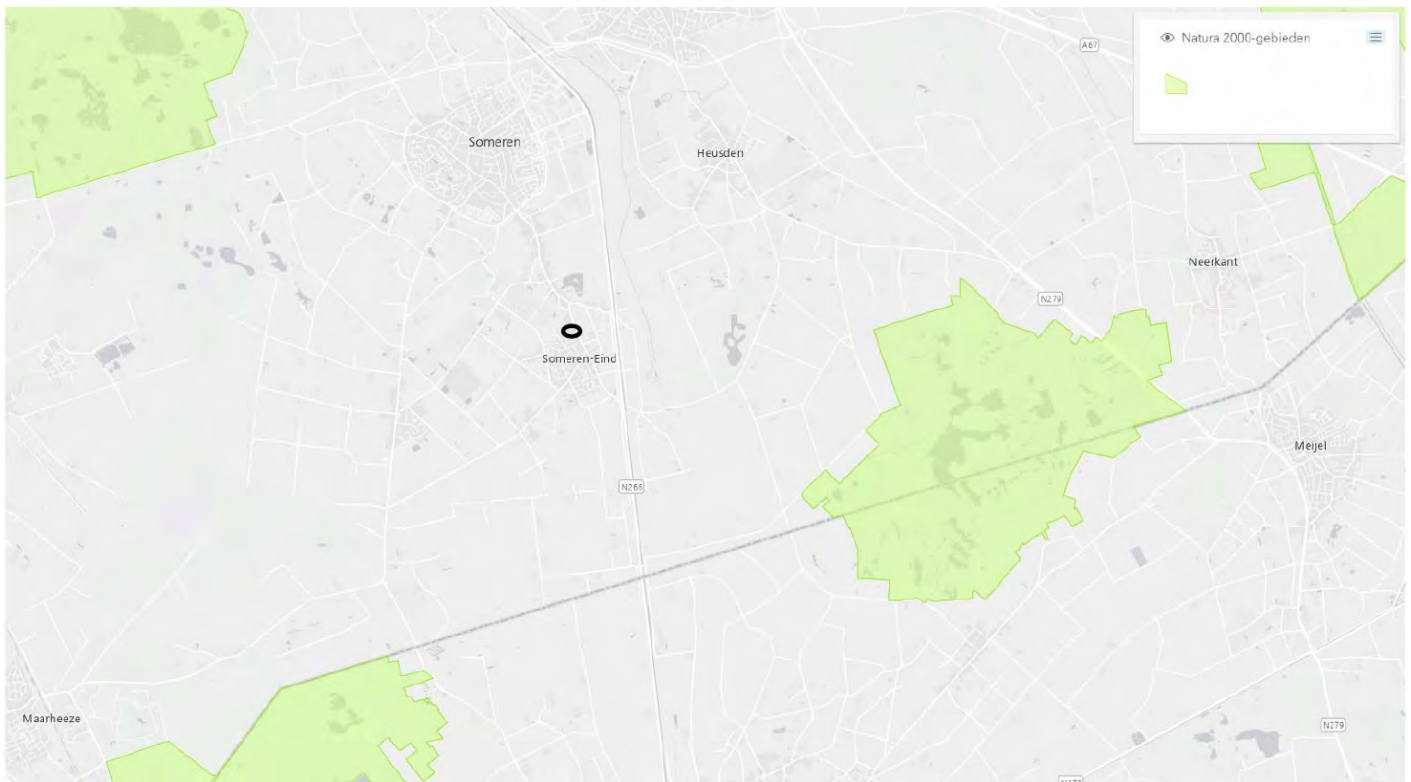 Natura 2000-gebieden
A67
Someren
Heusden
Neerkant
N279
Someren-Eind
Meijel
N266
Maarheeze
N279